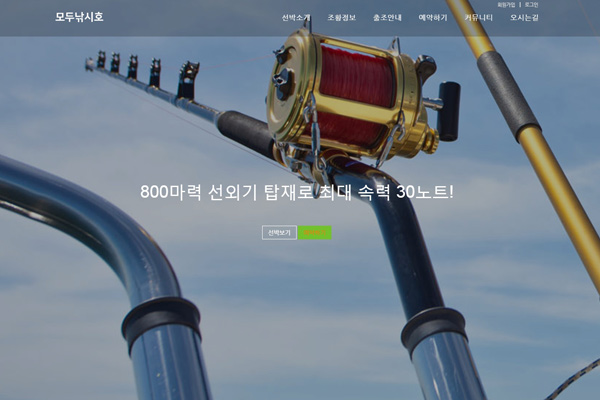 회원가입 | 로그인
모두낚시호 선박소개 조황정보 출조안내 예약하기 커뮤니티 오시는길
800마력 선외기 탑재로 최대 속력 30노트!
선박보기